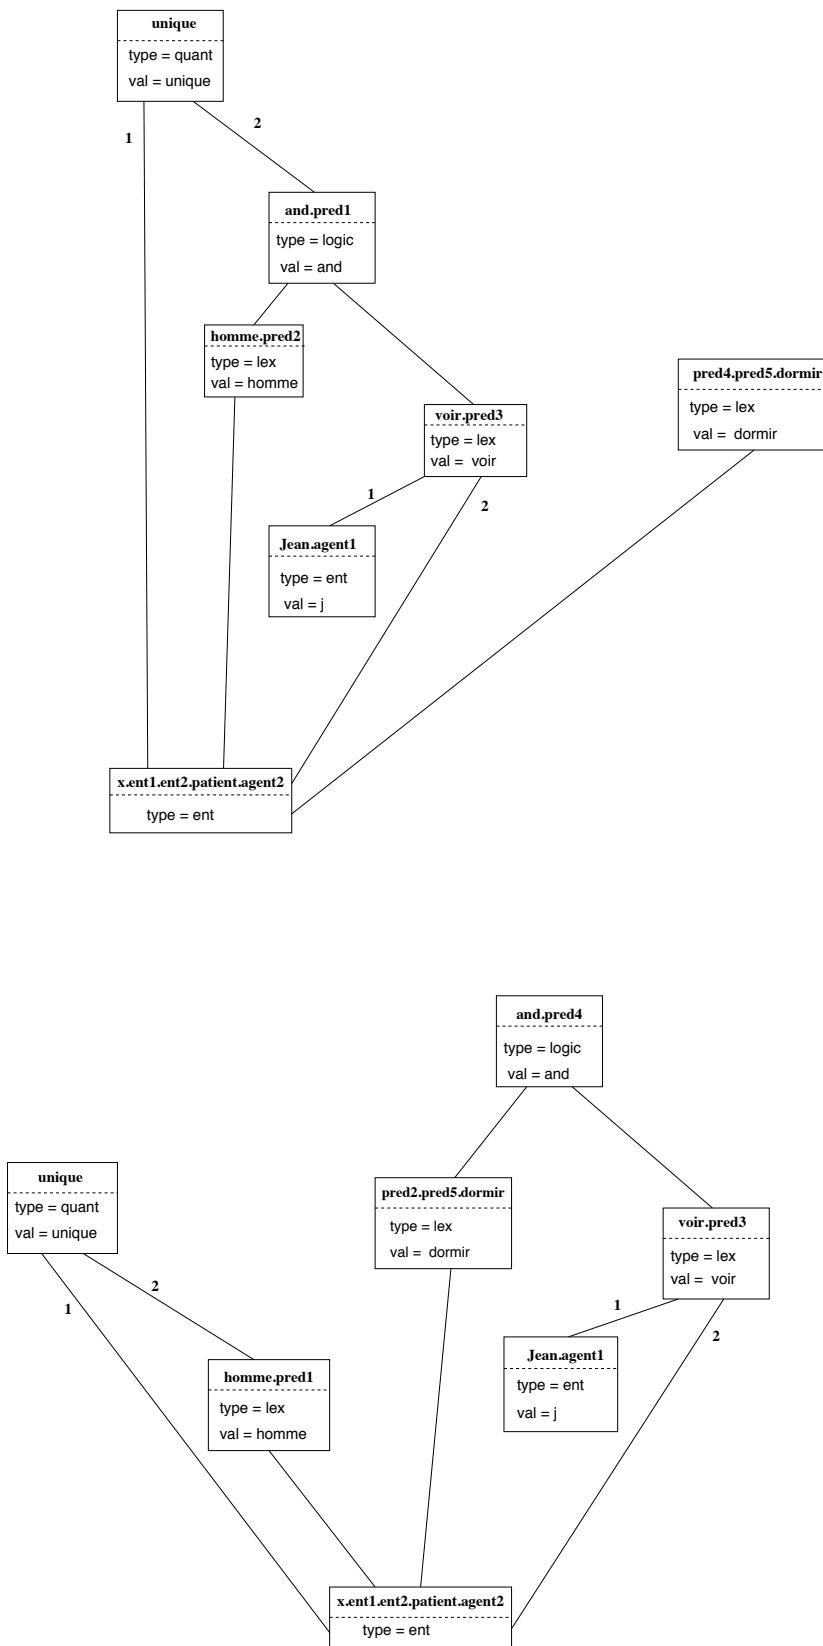 unique
type = quant
val = unique
1
2
and.pred1
type = logic
val = and
homme.pred2
type = lex
val = homme
pred4.pred5.dormir
type = lex
val = dormir
voir.pred3
type = lex
val = voir
1
2
Jean.agent1
type = ent
val = j
x.ent1.ent2.patient.agent2
type = ent
and.pred4
type = logic
val = and
unique
type = quant
val = unique
pred2.pred5.dormir
type = lex
val = dormir
voir.pred3
type = lex
val = voir
1
2
1
2
Jean.agent1
type = ent
val = j
homme.pred1
type = lex
val = homme
x.ent1.ent2.patient.agent2
type = ent